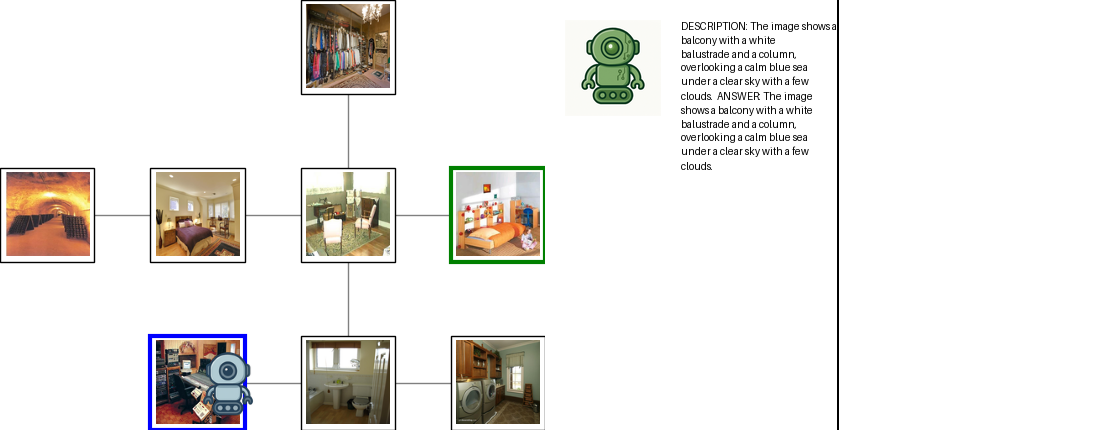 DESCRIPTION: The image shows a
balcony with a white
balustrade and a column,
overlooking a calm blue sea
under a clear sky with a few
clouds. ANSWER: The image
shows a balcony with a white
balustrade and a column,
overlooking a calm blue sea
under a clear sky with a few
clouds.